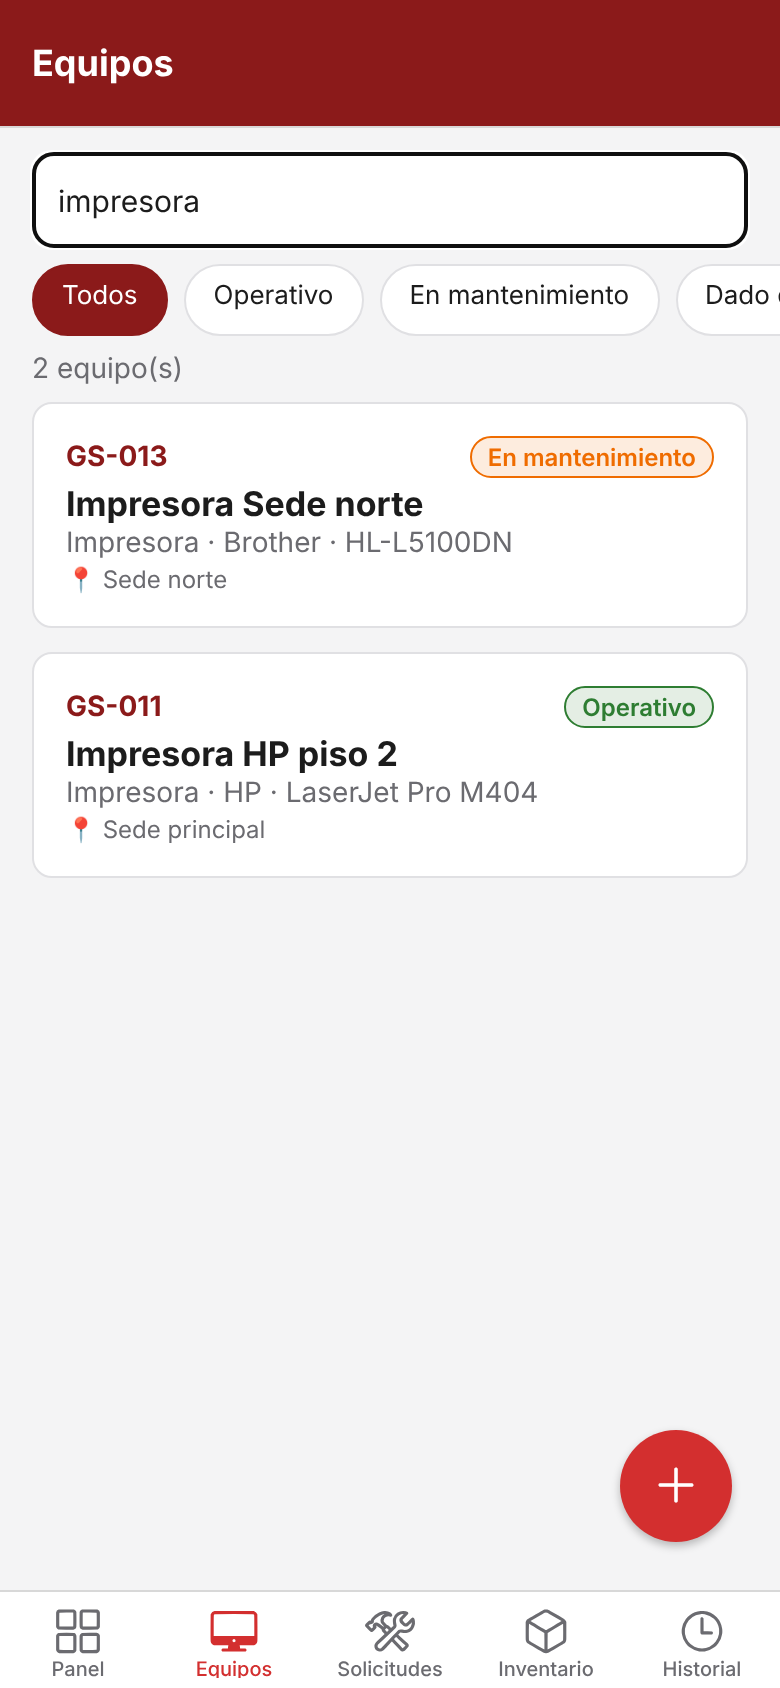 Equipos
impresora
Todos Operativo En mantenimiento Dado
2 equipo(s)
GS-013 En mantenimiento
Impresora Sede norte
Impresora · Brother · HL-L5100DN
📍 Sede norte
GS-011 Operativo
Impresora HP piso 2
Impresora · HP · LaserJet Pro M404
📍 Sede principal
Panel Equipos Solicitudes Inventario Historial